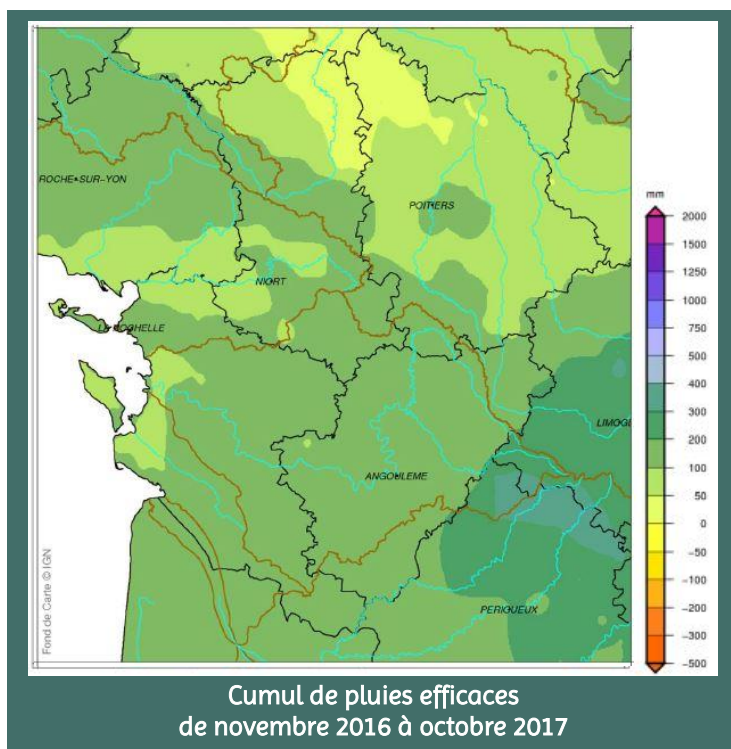 ROCHE-SUR-YON
POITIERS
NIORT
LA ROCHELLE
LIMOGE
ANGOULEME
PERIGUEUX
Fond de Carte © IGN
mm
2000
1500
1250
1000
750
500
400
300
200
100
50
0
-50
-100
-200
-300
-500
Cumul de pluies efficaces
de novembre 2016 à octobre 2017